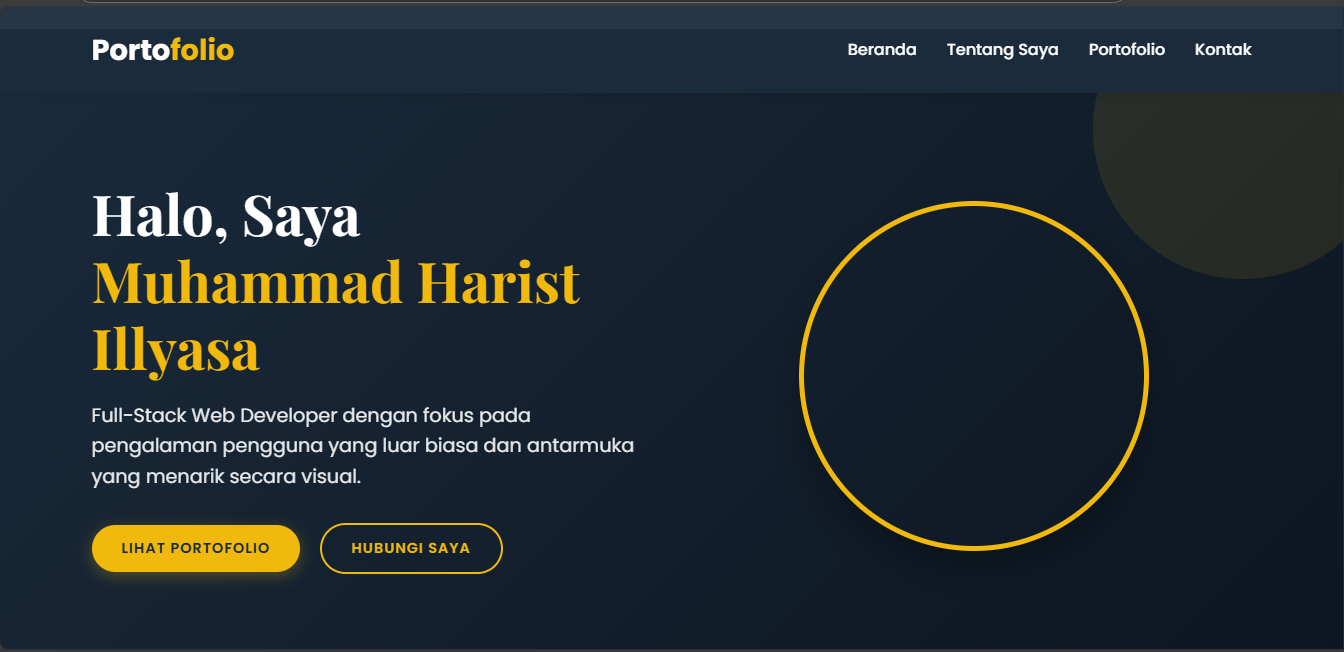 Portofolio
Beranda Tentang Saya Portofolio Kontak
Halo, Saya
Muhammad Harist
Illyasa
Full-Stack Web Developer dengan fokus pada
pengalaman pengguna yang luar biasa dan antarmuka
yang menarik secara visual.
LIHAT PORTOFOLIO
HUBUNGI SAYA